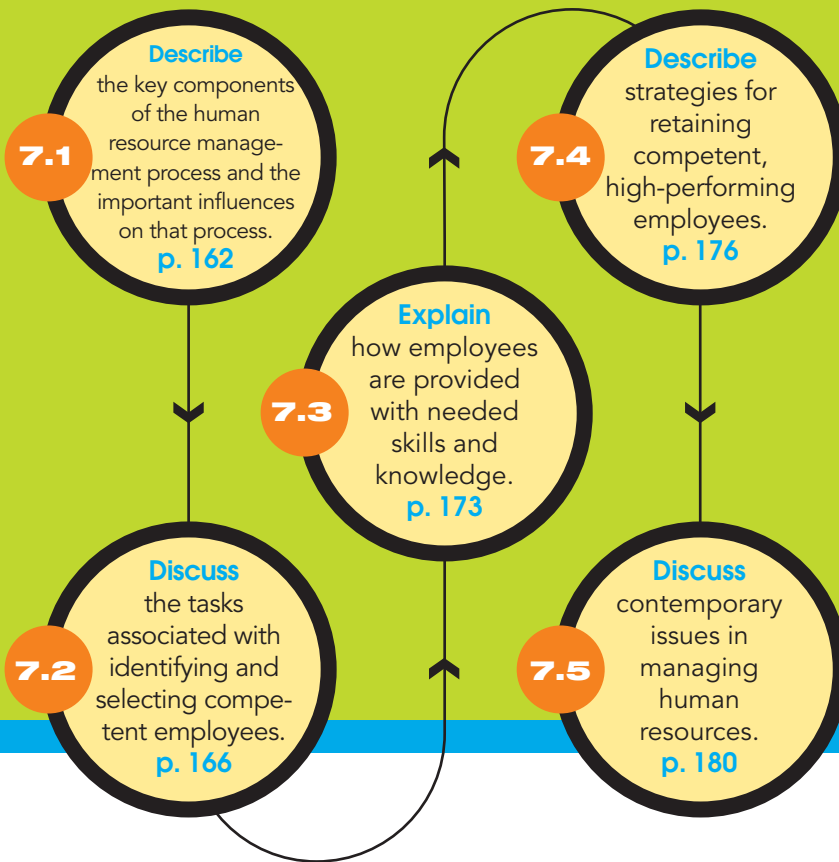 7.1
Describe
the key components
of the human
resource manage-
ment process and the
important influences
on that process.
p. 162
7.2
Discuss
the tasks
associated with
identifying and
selecting compe-
tent employees.
p. 166
7.3
Explain
how employees
are provided
with needed
skills and
knowledge.
p. 173
7.4
Describe
strategies for
retaining
competent,
high-performing
employees.
p. 176
7.5
Discuss
contemporary
issues in
managing
human
resources.
p. 180